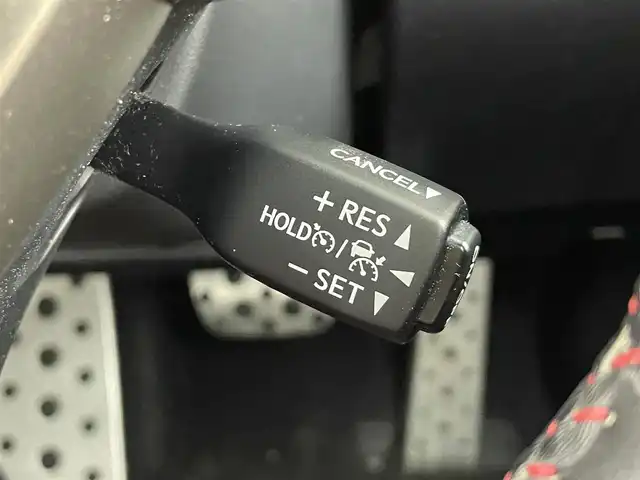 CANCEL▼
+ RES ▲
HOLD /
− SET ▼